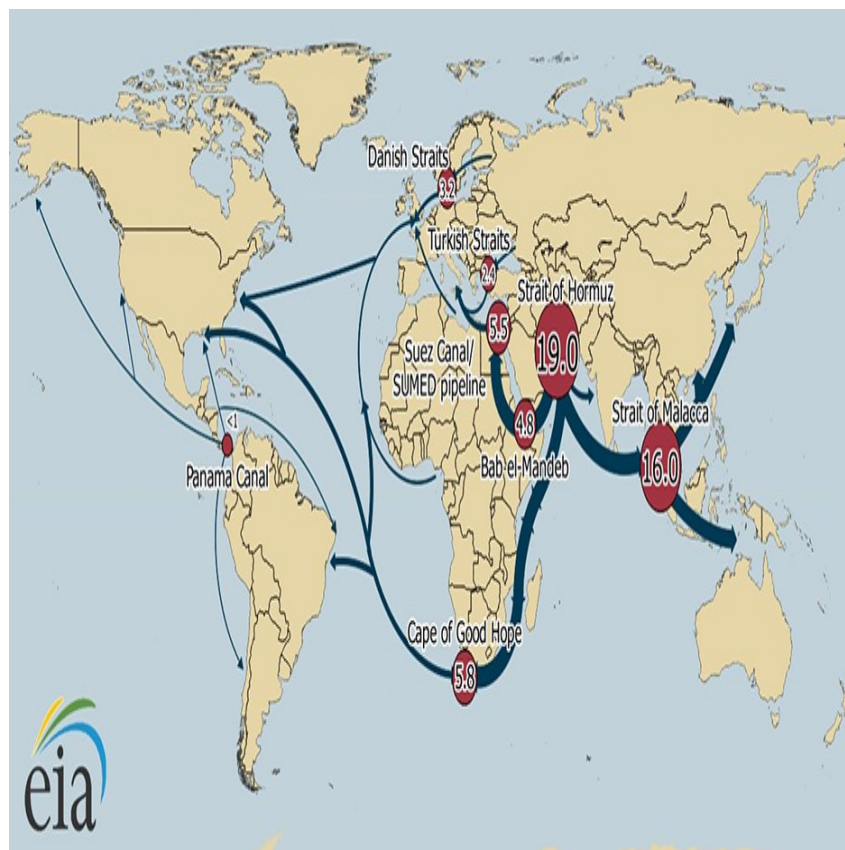 Danish Straits
3.2
Turkish Straits
2.4
Strait of Hormuz
5.5
19.0
Suez Canal/
SUMED pipeline
Strait of Malacca
4.8
<1
Bab el-Mandeb
16.0
Panama Canal
Cape of Good Hope
5.8
eia